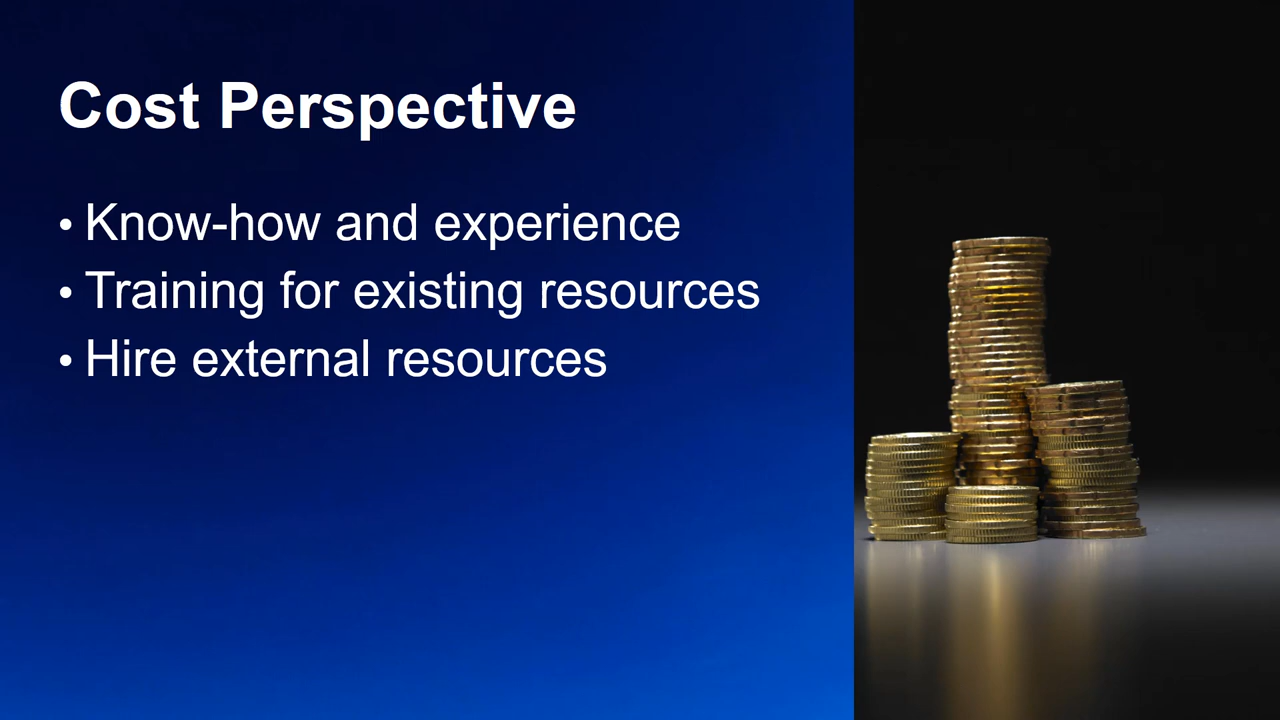 Cost Perspective
• Know-how and experience
• Training for existing resources
• Hire external resources